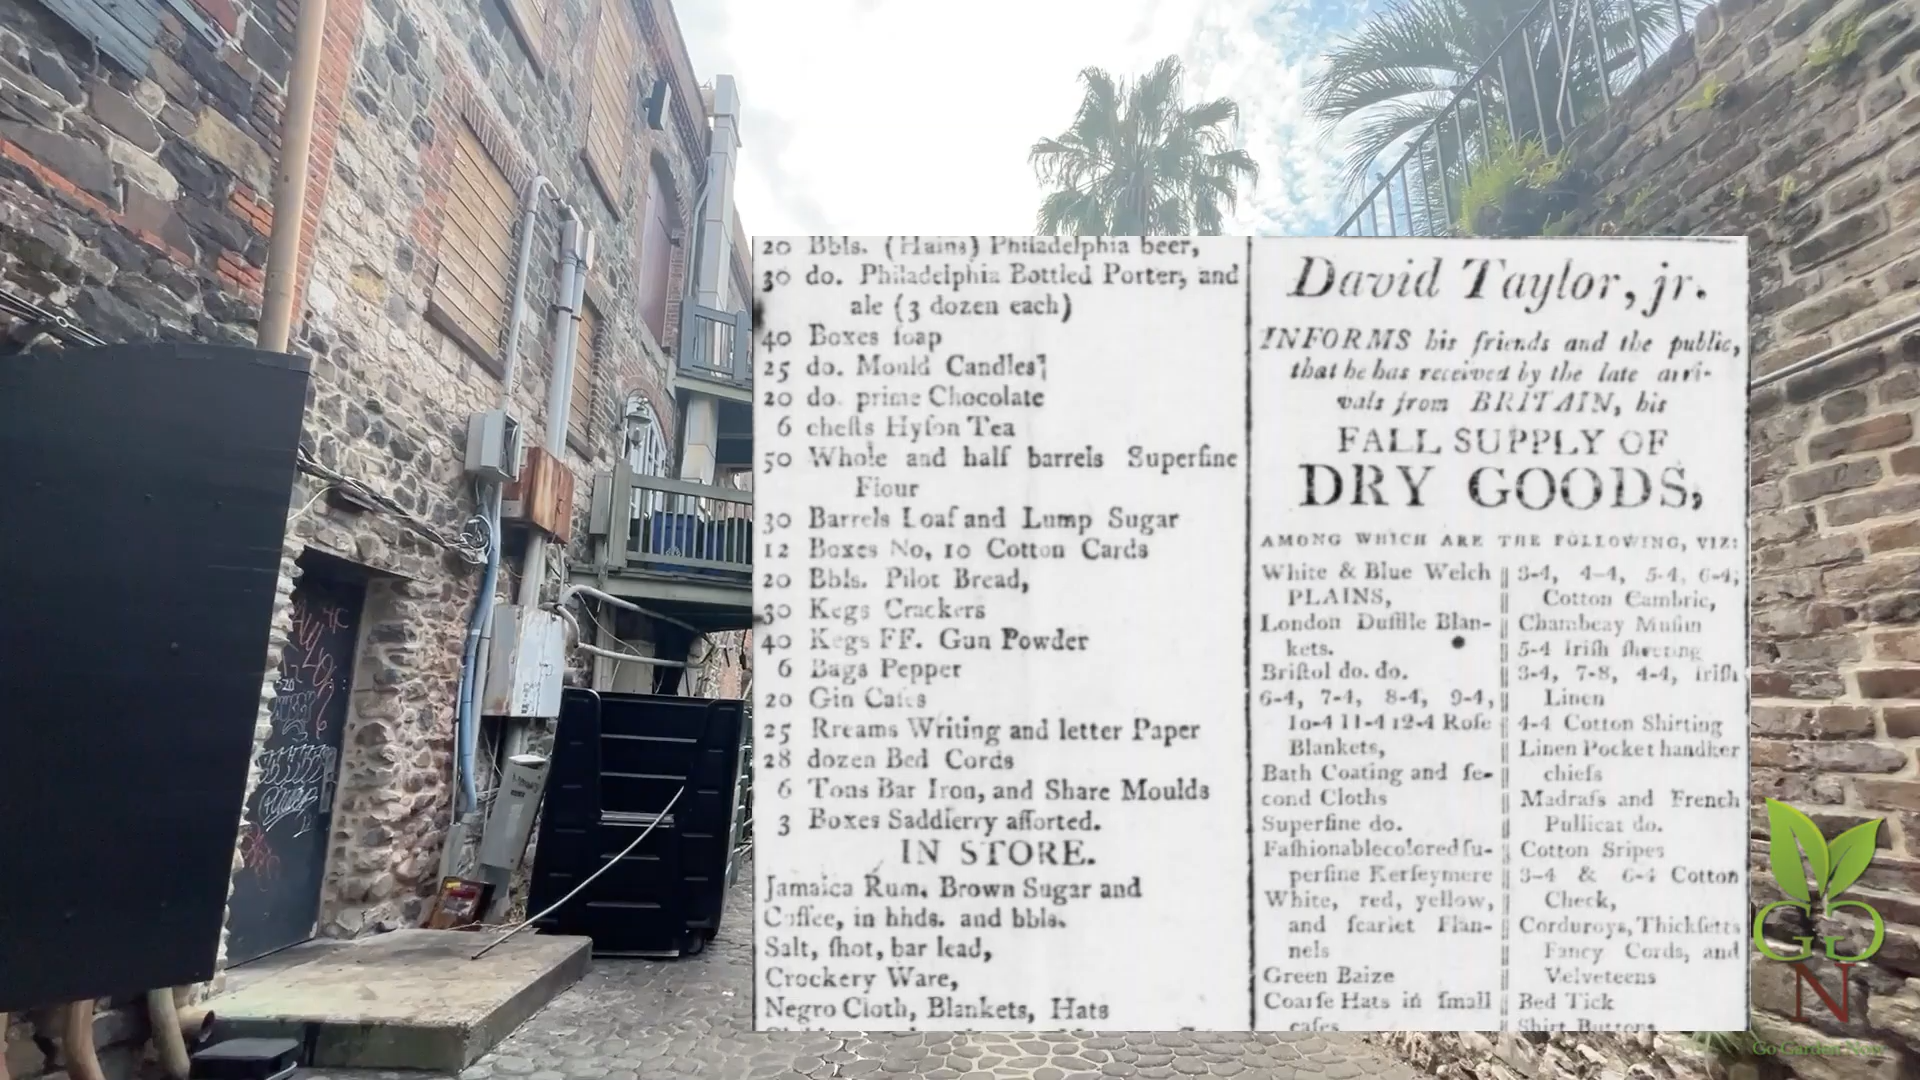 20 Bbls. (Hains) Philadelphia beer,
30 do. Philadelphia Bottled Porter, and
ale (3 dozen each)
40 Boxes ſoap
25 do. Mould Candles
20 do. prime Chocolate
6 cheſts Hyſon Tea
50 Whole and half barrels Superfine
Flour
30 Barrels Loaf and Lump Sugar
12 Boxes No, 10 Cotton Cards
20 Bbls. Pilot Bread,
30 Kegs Crackers
40 Kegs FF. Gun Powder
6 Bags Pepper
20 Gin Caſes
25 Rreams Writing and letter Paper
28 dozen Bed Cords
6 Tons Bar Iron, and Share Moulds
3 Boxes Saddlerry aſſorted.
IN STORE.
Jamaica Rum, Brown Sugar and
Coffee, in hhds. and bbls.
Salt, ſhot, bar lead,
Crockery Ware,
Negro Cloth, Blankets, Hats
David Taylor, jr.
INFORMS his friends and the public,
that he has received by the late arri-
vals from BRITAIN, his
FALL SUPPLY OF
DRY GOODS,
AMONG WHICH ARE THE FOLLOWING, VIZ:
White & Blue Welch
PLAINS,
London Duffile Blan-
kets.
Briſtol do. do.
6-4, 7-4, 8-4, 9-4,
10-4 11-4 12-4 Roſe
Blankets,
Bath Coating and ſe-
cond Cloths
Superfine do.
Faſhionable colored ſu-
perfine Kerſeymere
White, red, yellow,
and ſcarlet Flan-
nels
Green Baize
Coarſe Hats in ſmall
caſes
3-4, 4-4, 5-4, 6-4,
Cotton Cambric,
Chambray Muſlin
5-4 Iriſh ſheeting
3-4, 7-8, 4-4, iriſh
Linen
4-4 Cotton Shirting
Linen Pocket handker
chiefs
Madraſs and French
Pullicat do.
Cotton Sripes
3-4 & 6-4 Cotton
Check,
Corduroys, Thickſetts
Fancy Cords, and
Velveteens
Bed Tick
Shirt Buttons
GGN
Go Garden Now